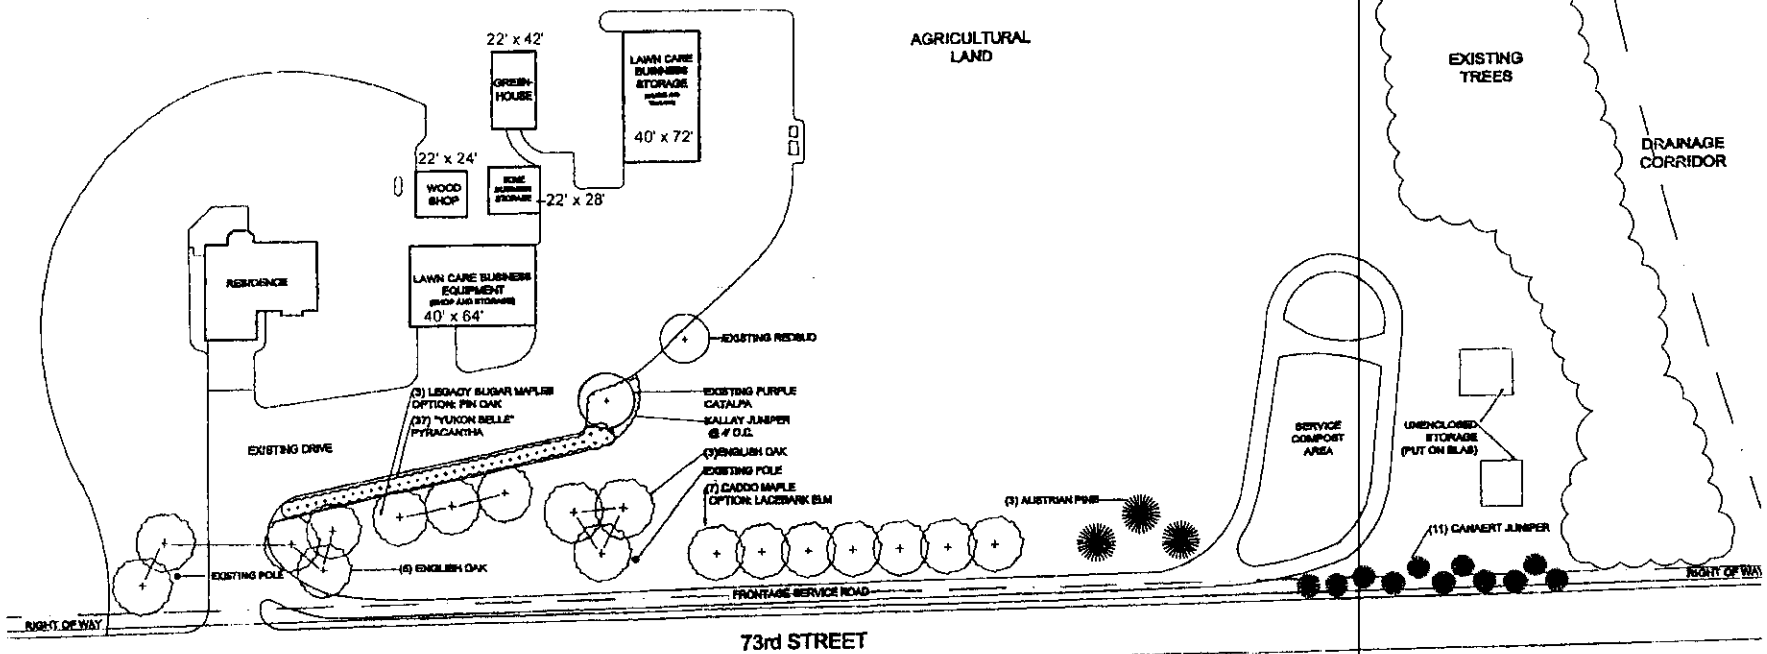 22' x 42'
GREEN-
HOUSE
LAWN CARE
BUSINESS
STORAGE
40' x 72'
AGRICULTURAL
LAND
EXISTING
TREES
DRAINAGE
CORRIDOR
22' x 24'
WOOD
SHOP
BUSINESS
STORAGE
22' x 28'
RESIDENCE
LAWN CARE BUSINESS
EQUIPMENT
(SHOP AND STORAGE)
40' x 64'
EXISTING REDBUD
(3) LEGACY SUGAR MAPLES
OPTION: PIN OAK
(37) "YUKON BELLE"
PYRACANTHA
EXISTING PURPLE
CATALPA
KALLAY JUNIPER
@ 4' O.C.
(3)ENGLISH OAK
EXISTING POLE
(7) CADDO MAPLE
OPTION: LACEBARK ELM
EXISTING DRIVE
SERVICE
COMPOST
AREA
UNENCLOSED
STORAGE
(PUT ON SLAB)
(3) AUSTRIAN PINE
(11) CANAERT JUNIPER
EXISTING POLE
ENGLISH OAK
FRONTAGE SERVICE ROAD
RIGHT OF WAY
RIGHT OF WAY
73rd STREET